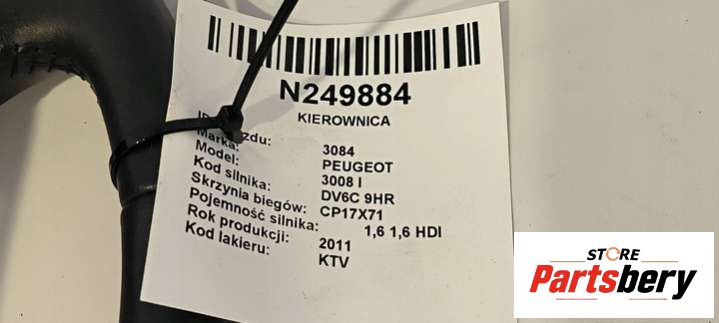 N249884
KIEROWNICA
3084
Marka: PEUGEOT
Model: 3008 I
Kod silnika: DV6C 9HR
Skrzynia biegów: CP17X71
Pojemność silnika: 1,6 1,6 HDI
Rok produkcji: 2011
Kod lakieru: KTV
STORE
Partsbery